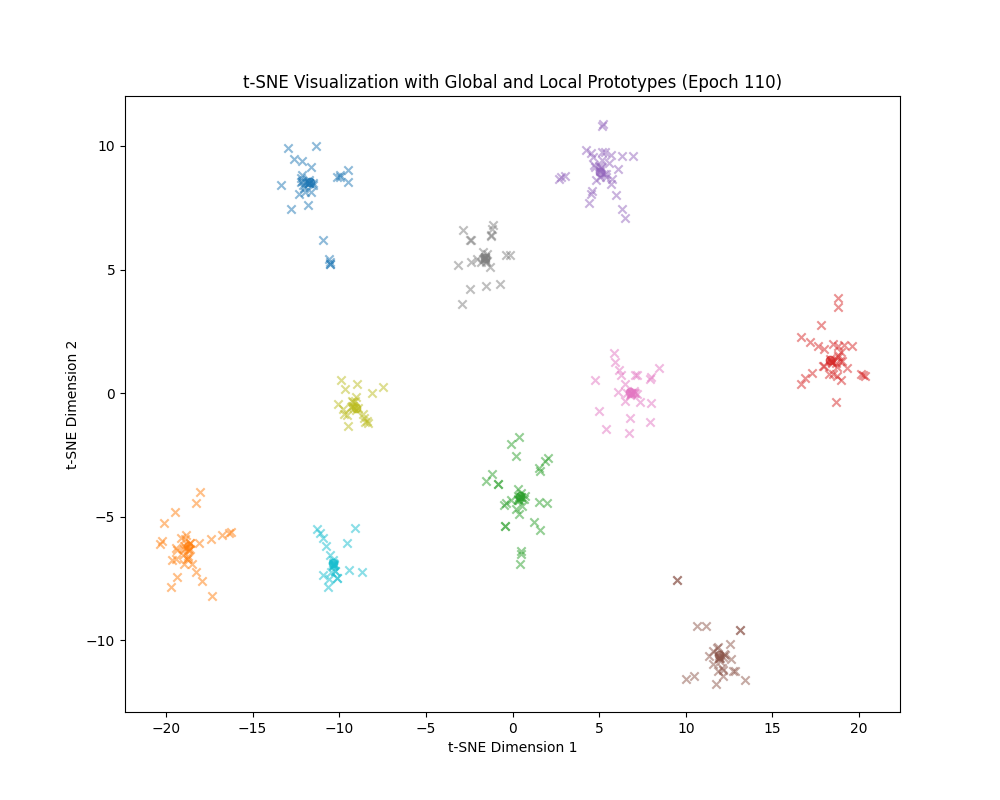 t-SNE Visualization with Global and Local Prototypes (Epoch 110)
10
5
0
−5
−10
t-SNE Dimension 2
−20 −15 −10 −5 0 5 10 15 20
t-SNE Dimension 1